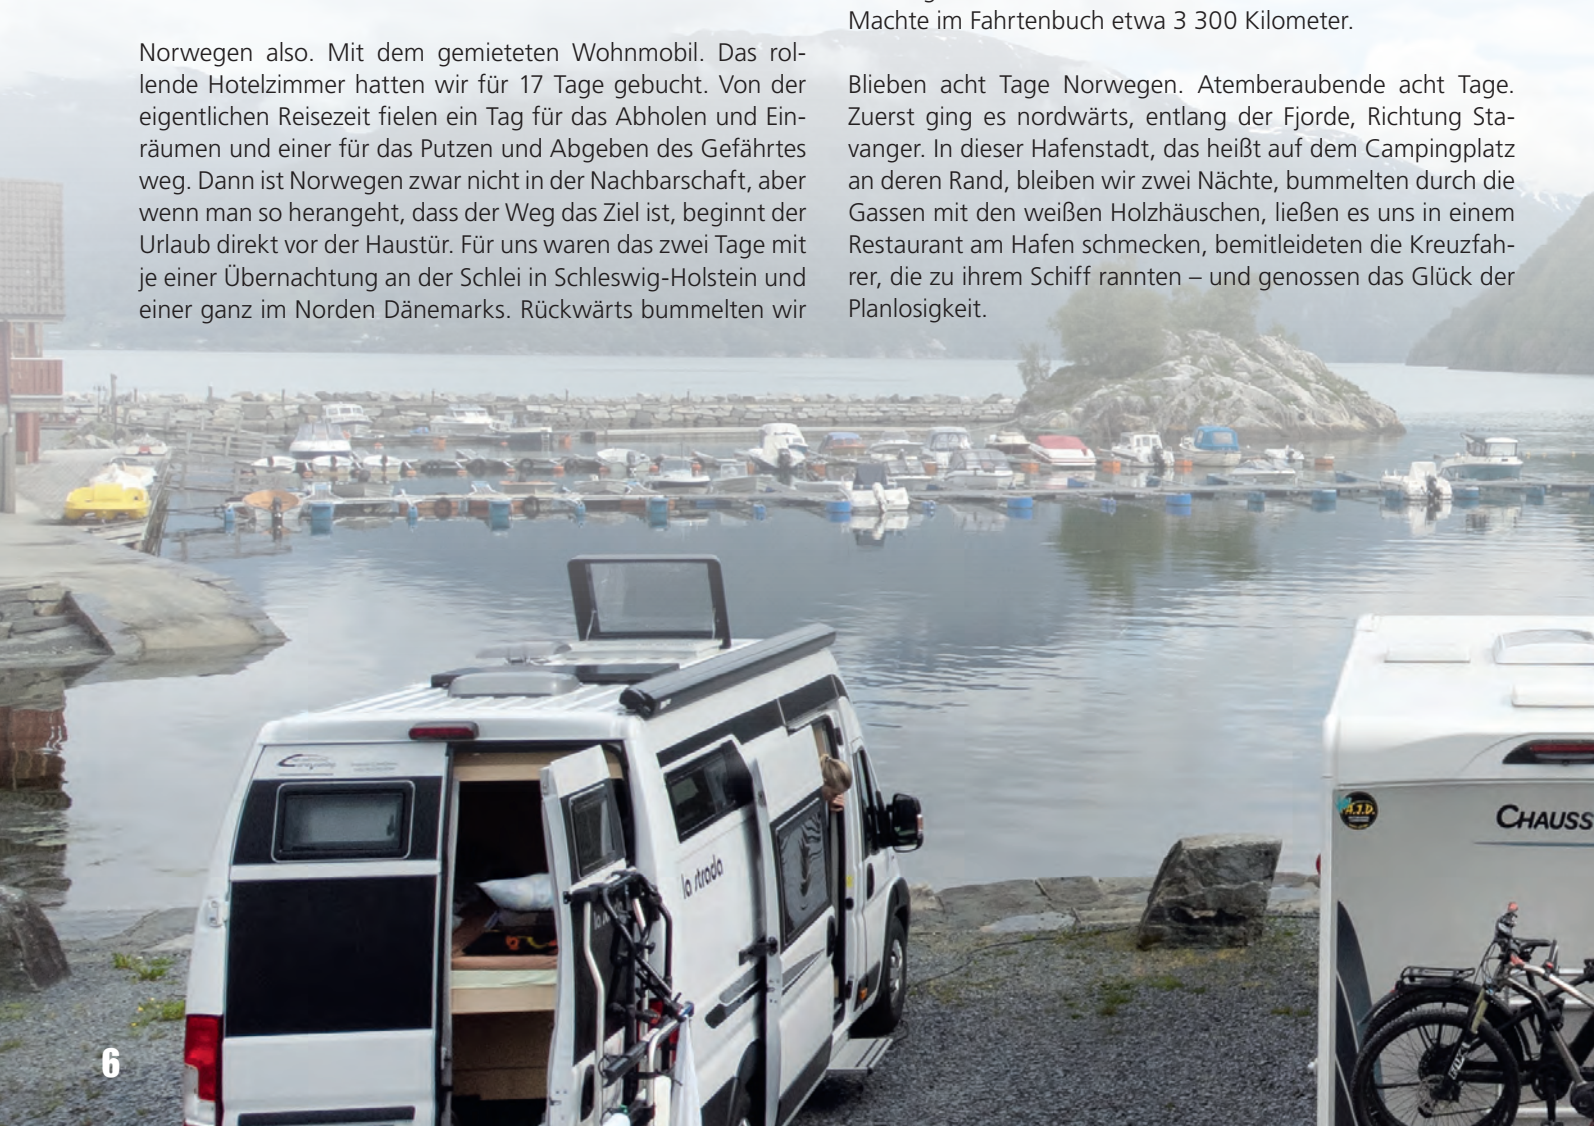 Norwegen also. Mit dem gemieteten Wohnmobil. Das rol-
lende Hotelzimmer hatten wir für 17 Tage gebucht. Von der
eigentlichen Reisezeit fielen ein Tag für das Abholen und Ein-
räumen und einer für das Putzen und Abgeben des Gefährtes
weg. Dann ist Norwegen zwar nicht in der Nachbarschaft, aber
wenn man so herangeht, dass der Weg das Ziel ist, beginnt der
Urlaub direkt vor der Haustür. Für uns waren das zwei Tage mit
je einer Übernachtung an der Schlei in Schleswig-Holstein und
einer ganz im Norden Dänemarks. Rückwärts bummelten wir
Machte im Fahrtenbuch etwa 3 300 Kilometer.
Blieben acht Tage Norwegen. Atemberaubende acht Tage.
Zuerst ging es nordwärts, entlang der Fjorde, Richtung Sta-
vanger. In dieser Hafenstadt, das heißt auf dem Campingplatz
an deren Rand, bleiben wir zwei Nächte, bummelten durch die
Gassen mit den weißen Holzhäuschen, ließen es uns in einem
Restaurant am Hafen schmecken, bemitleideten die Kreuzfah-
rer, die zu ihrem Schiff rannten – und genossen das Glück der
Planlosigkeit.
la strada
A.J.D.
CHAUSS
6